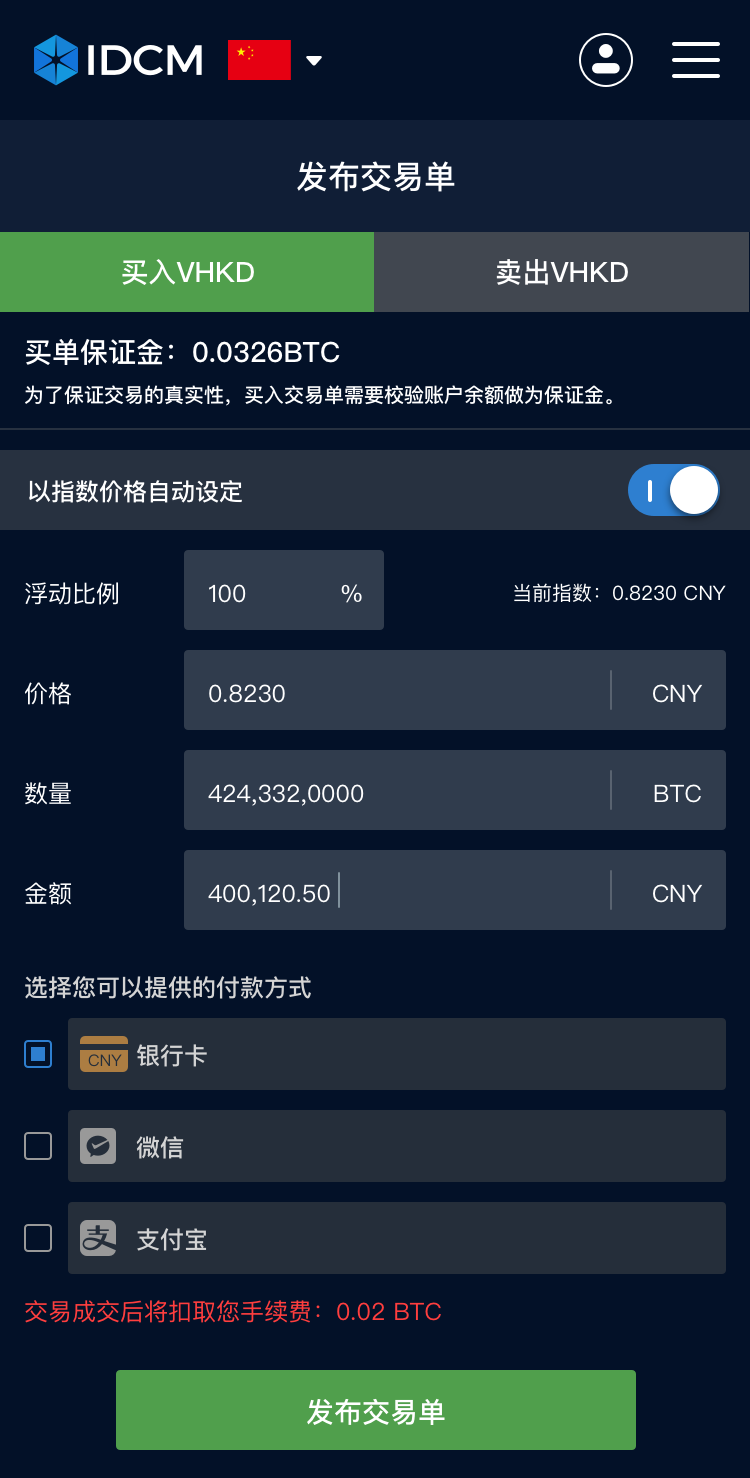 IDCM
发布交易单
买入VHKD 卖出VHKD
买单保证金：0.0326BTC
为了保证交易的真实性，买入交易单需要校验账户余额做为保证金。
以指数价格自动设定
浮动比例 100 % 当前指数：0.8230 CNY
价格 0.8230 CNY
数量 424,332,0000 BTC
金额 400,120.50 CNY
选择您可以提供的付款方式
CNY 银行卡
微信
支 支付宝
交易成交后将扣取您手续费：0.02 BTC
发布交易单